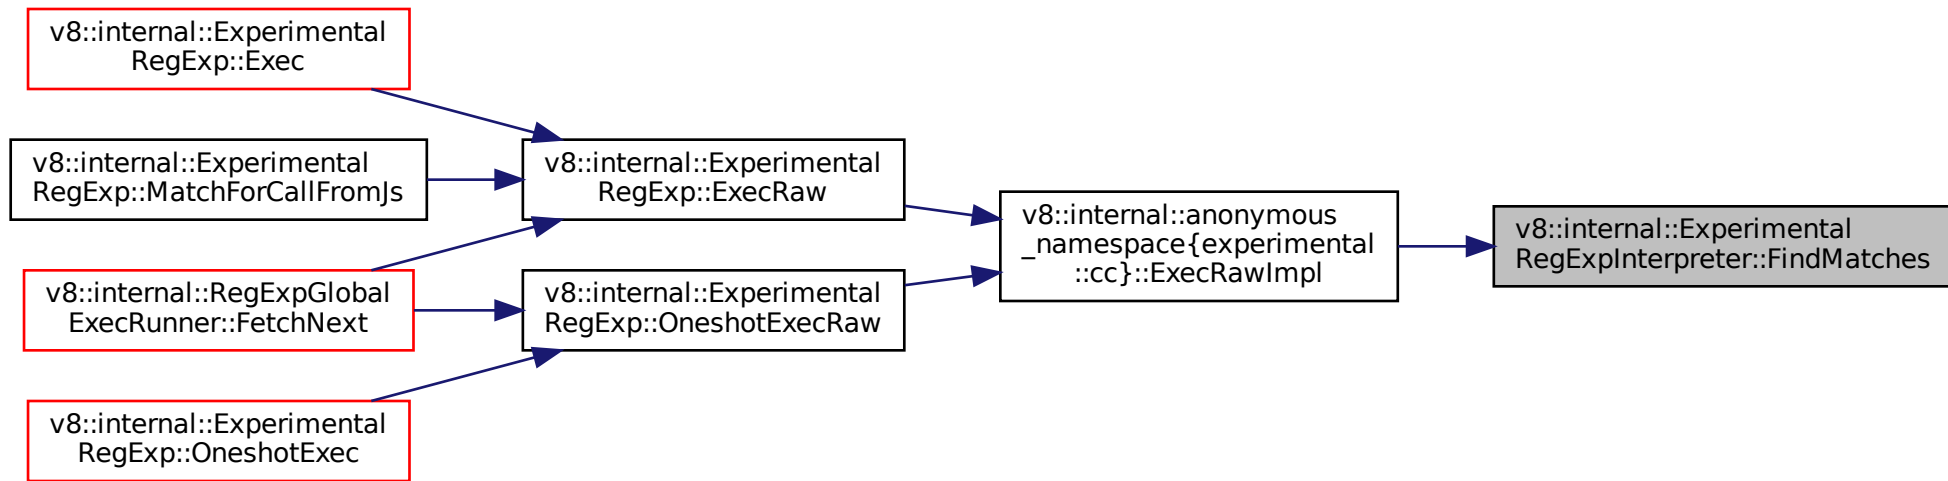 v8::internal::Experimental
RegExp::Exec
v8::internal::Experimental
RegExp::MatchForCallFromJs
v8::internal::RegExpGlobal
ExecRunner::FetchNext
v8::internal::Experimental
RegExp::OneshotExec
v8::internal::Experimental
RegExp::ExecRaw
v8::internal::Experimental
RegExp::OneshotExecRaw
v8::internal::anonymous
_namespace{experimental
::cc}::ExecRawImpl
v8::internal::Experimental
RegExpInterpreter::FindMatches